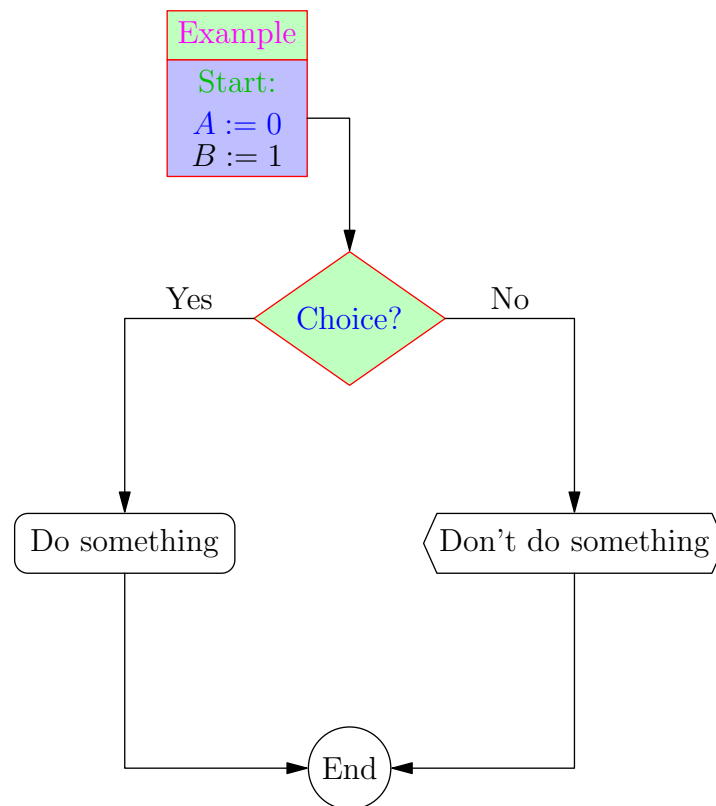 Example
Start:
A := 0
B := 1
Yes
No
Choice?
Do something
Don't do something
End